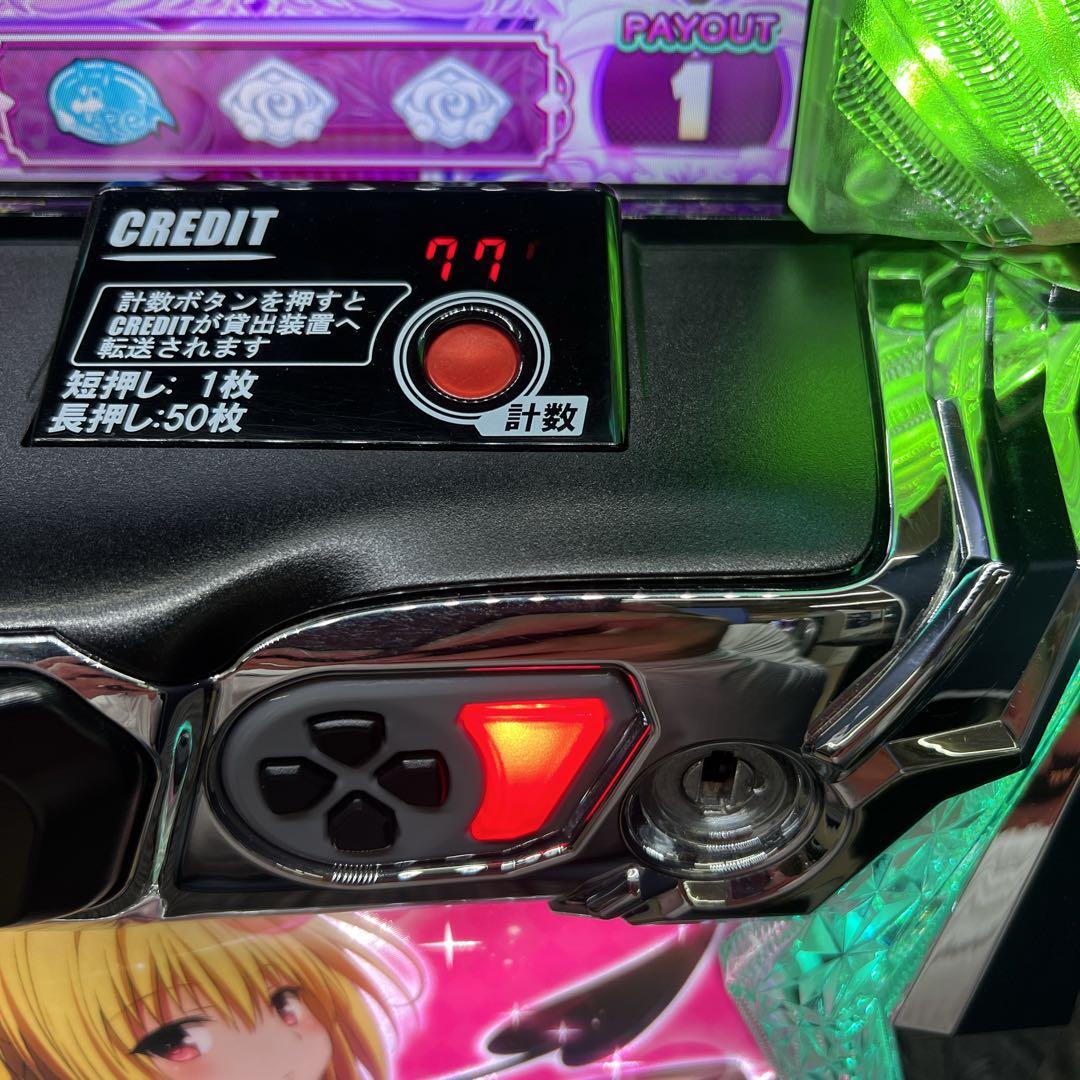 PAYOUT
1
CREDIT
77
計数ボタンを押すと
CREDITが貸出装置へ
転送されます
短押し: 1枚
長押し:50枚
計数